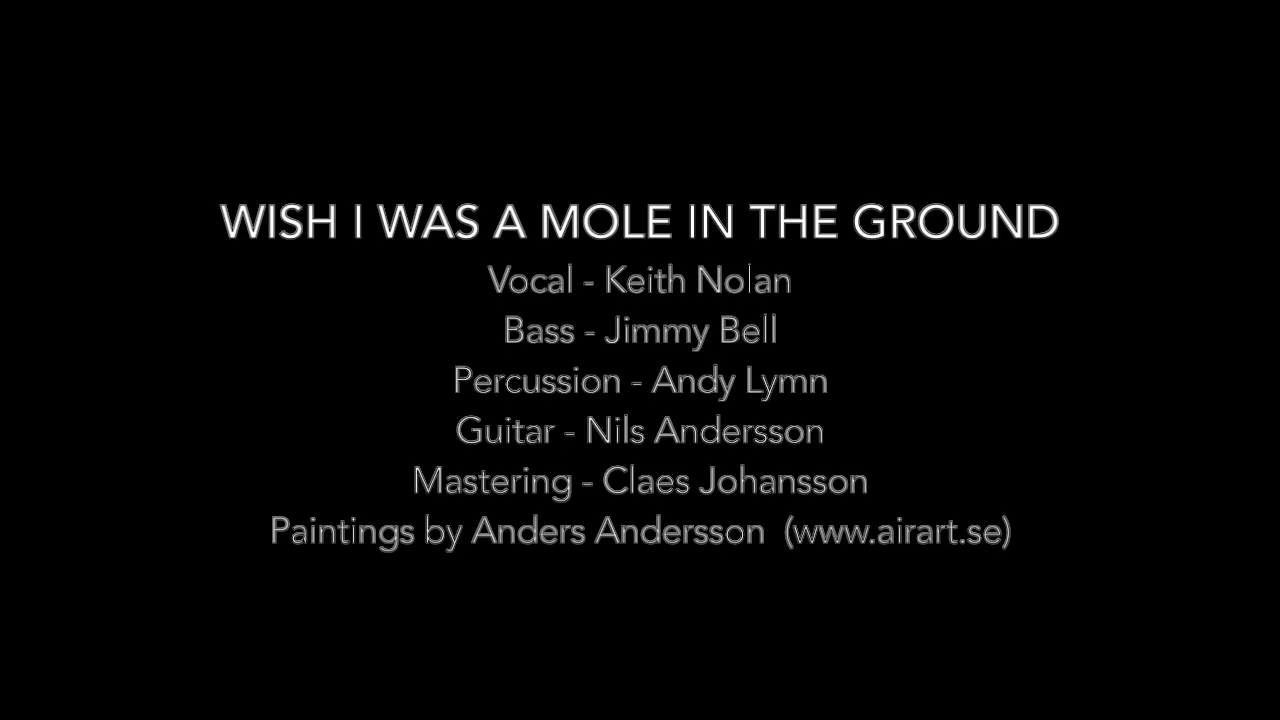 WISH I WAS A MOLE IN THE GROUND
Vocal - Keith Nolan
Bass - Jimmy Bell
Percussion - Andy Lymn
Guitar - Nils Andersson
Mastering - Claes Johansson
Paintings by Anders Andersson  (www.airart.se)